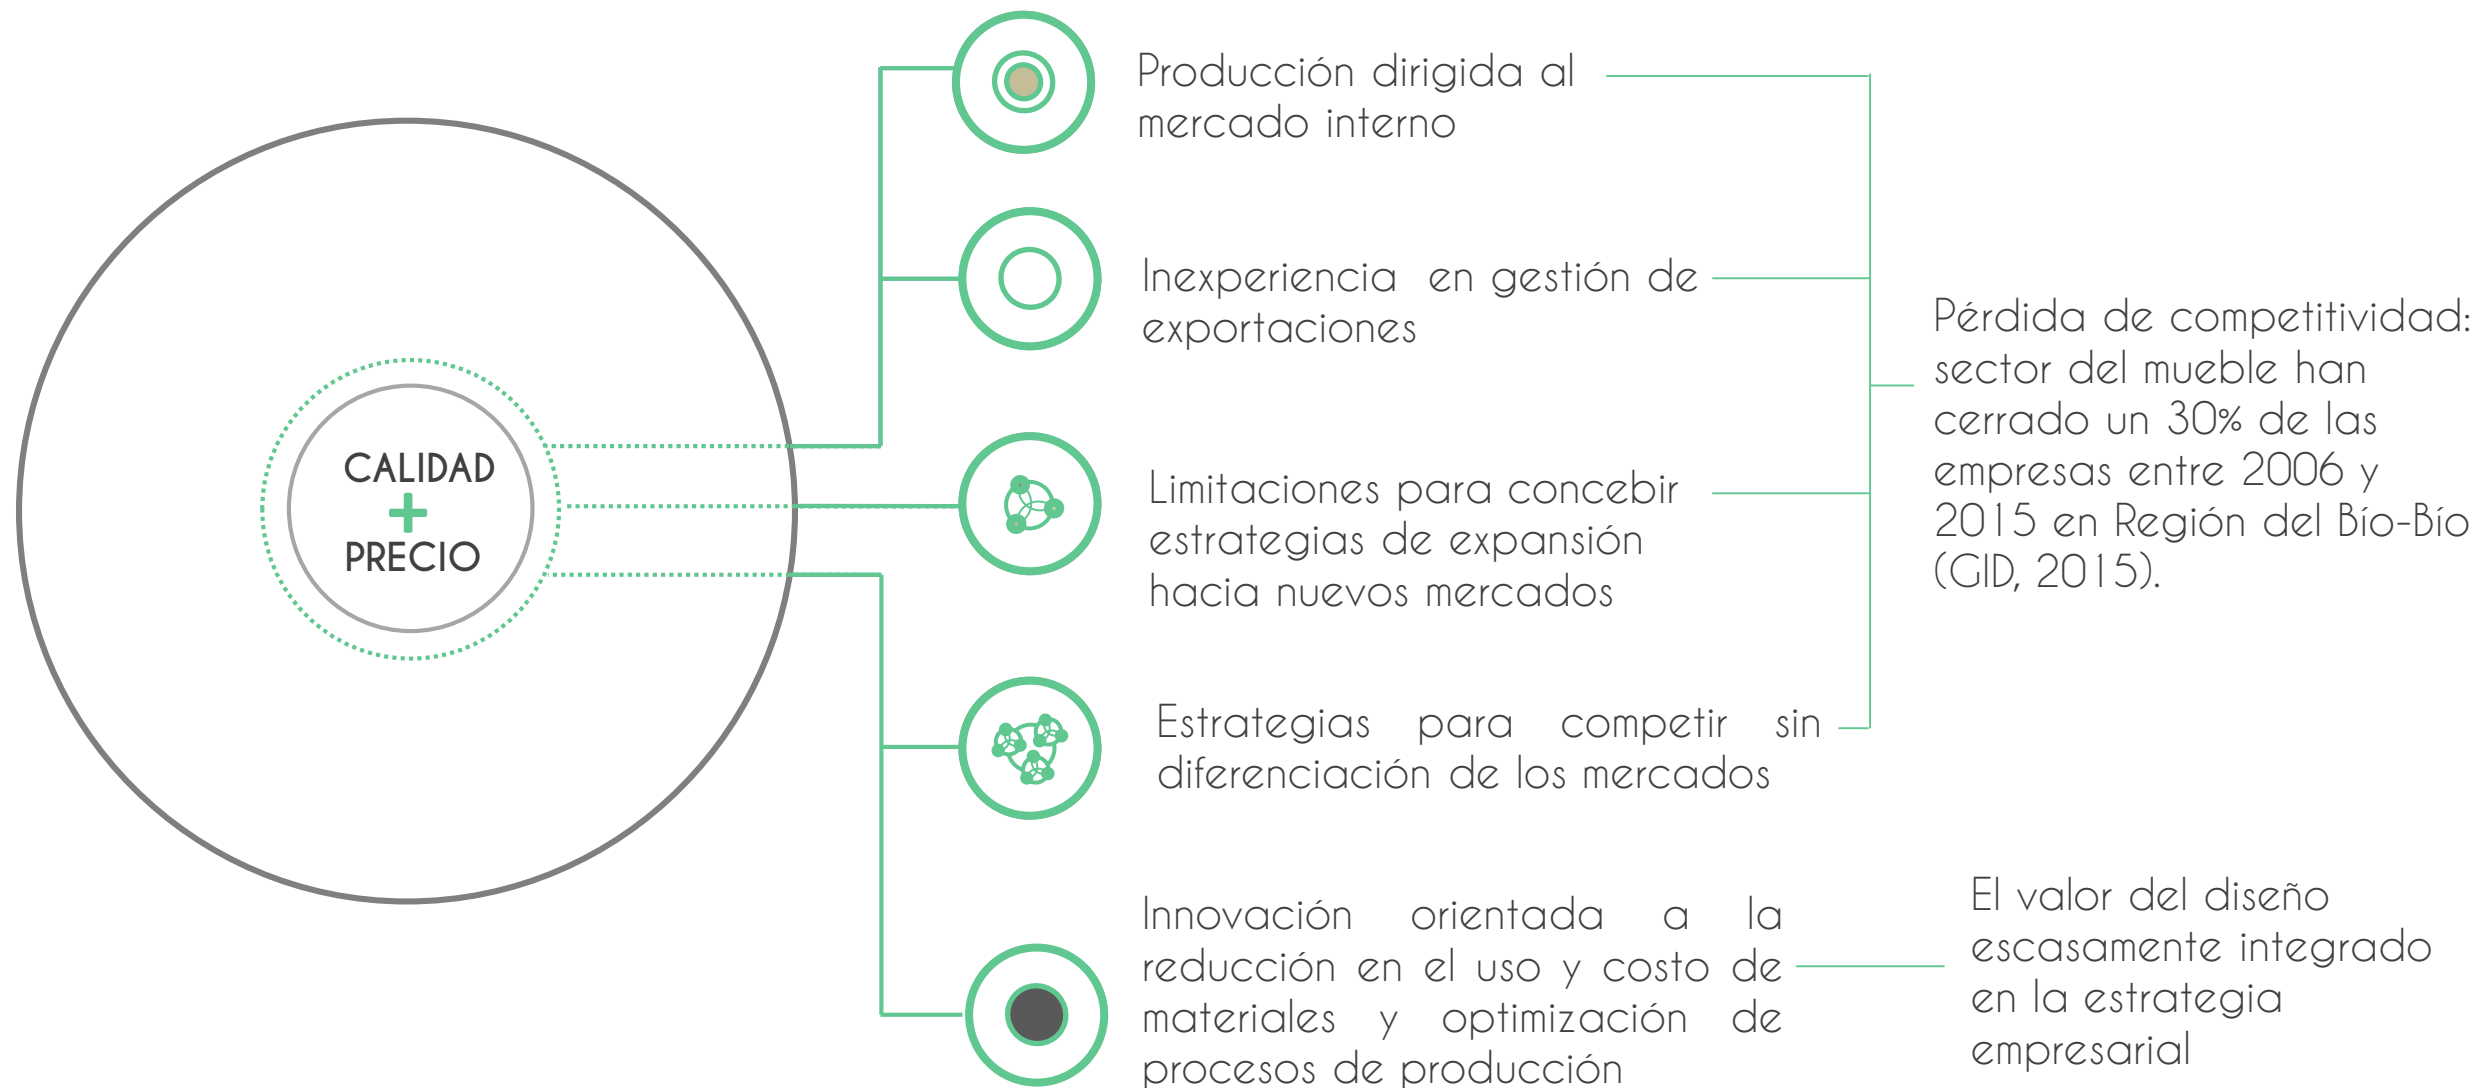 CALIDAD
+
PRECIO
Producción dirigida al
mercado interno
Inexperiencia en gestión de
exportaciones
Limitaciones para concebir
estrategias de expansión
hacia nuevos mercados
Estrategias para competir sin
diferenciación de los mercados
Innovación orientada a la
reducción en el uso y costo de
materiales y optimización de
procesos de producción
Pérdida de competitividad:
sector del mueble han
cerrado un 30% de las
empresas entre 2006 y
2015 en Región del Bío-Bío
(GID, 2015).
El valor del diseño
escasamente integrado
en la estrategia
empresarial